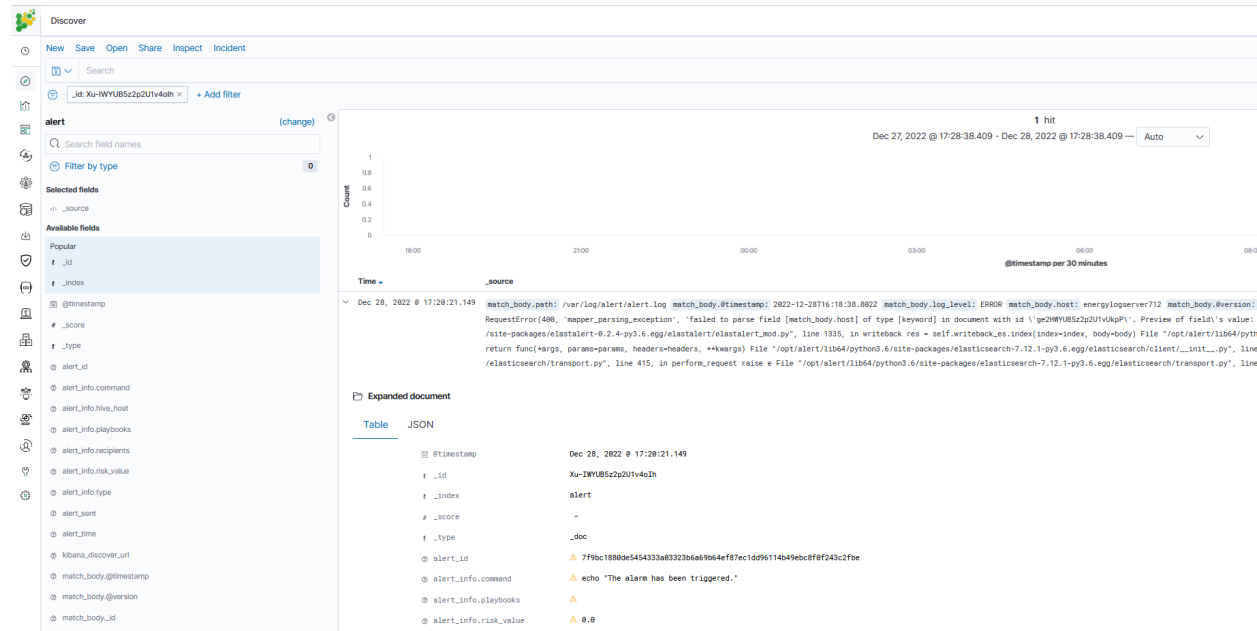 Discover
New Save Open Share Inspect Incident
Search
_id: Xu-IWYUB5z2p2U1v4oIh × + Add filter
alert (change)
Search field names
Filter by type 0
Selected fields
_source
Available fields
Popular
t _id
t _index
@timestamp
# _score
t _type
alert_id
alert_info.command
alert_info.hive_host
alert_info.playbooks
alert_info.recipients
alert_info.risk_value
alert_info.type
alert_sent
alert_time
kibana_discover_url
match_body.@timestamp
match_body.@version
match_body._id
1 hit
Dec 27, 2022 @ 17:28:38.409 - Dec 28, 2022 @ 17:28:38.409 — Auto
Count
1
0.8
0.6
0.4
0.2
0
18:00 21:00 00:00 03:00 06:00 09:0
@timestamp per 30 minutes
Time _source
Dec 28, 2022 @ 17:20:21.149 match_body.path: /var/log/alert/alert.log match_body.@timestamp: 2022-12-28T16:18:38.802Z match_body.log_level: ERROR match_body.host: energylogserver712 match_body.@version:
RequestError(400, 'mapper_parsing_exception', 'failed to parse field [match_body.host] of type [keyword] in document with id \'ge2HWYUB5z2p2U1vUkpP\'. Preview of field\'s value:
/site-packages/elastalert-0.2.4-py3.6.egg/elastalert/elastalert_mod.py", line 1335, in writeback res = self.writeback_es.index(index=index, body=body) File "/opt/alert/lib64/pyth
return func(*args, params=params, headers=headers, **kwargs) File "/opt/alert/lib64/python3.6/site-packages/elasticsearch-7.12.1-py3.6.egg/elasticsearch/client/__init__.py", line
/elasticsearch/transport.py", line 415, in perform_request raise e File "/opt/alert/lib64/python3.6/site-packages/elasticsearch-7.12.1-py3.6.egg/elasticsearch/transport.py", line
Expanded document
Table JSON
@timestamp Dec 28, 2022 @ 17:20:21.149
t _id Xu-IWYUB5z2p2U1v4oIh
t _index alert
# _score -
t _type _doc
alert_id 7f9bc1880de5454333a03323b6a69b64ef87ec1dd96114b49ebc8f0f243c2fbe
alert_info.command echo "The alarm has been triggered."
alert_info.playbooks
alert_info.risk_value 0.0